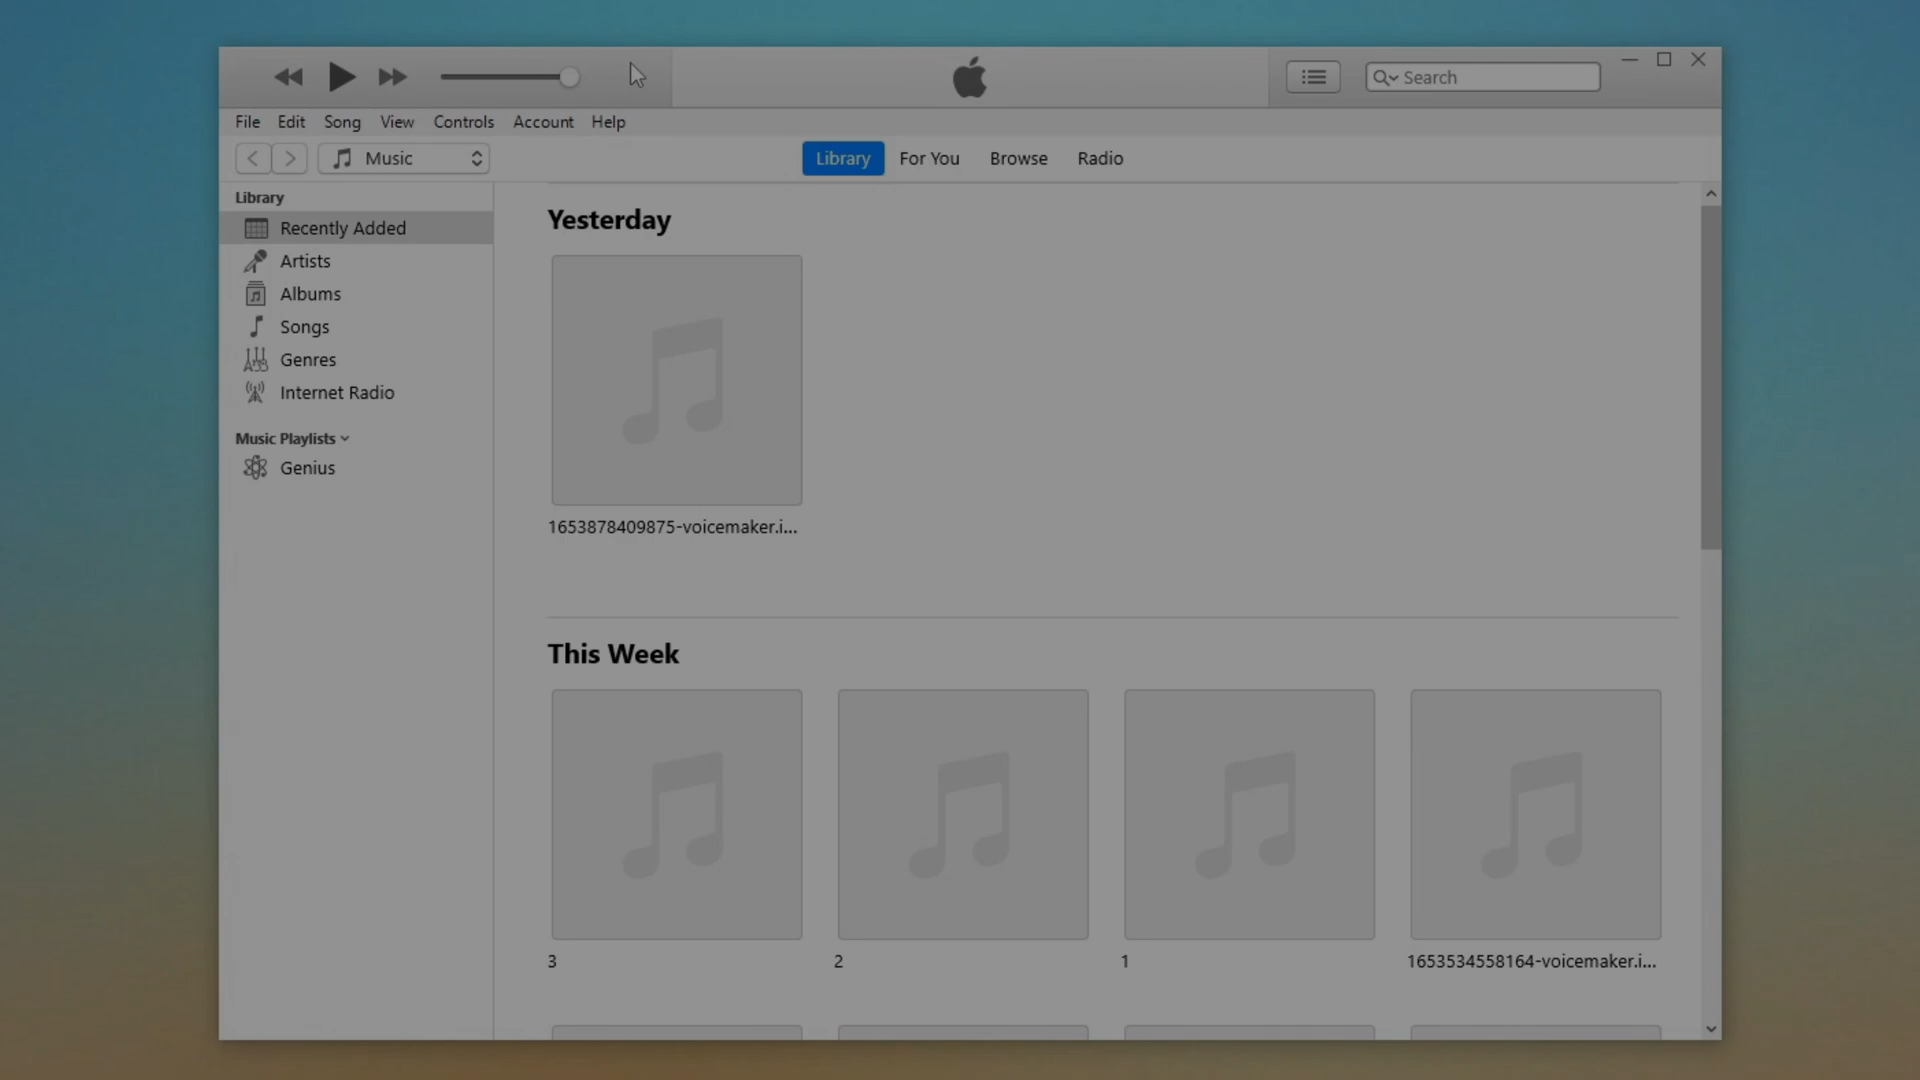 Search
File Edit Song View Controls Account Help
Music
Library For You Browse Radio
Library
Recently Added
Artists
Albums
Songs
Genres
Internet Radio
Music Playlists
Genius
Yesterday
1653878409875-voicemaker.i...
This Week
3 2 1 1653534558164-voicemaker.i...